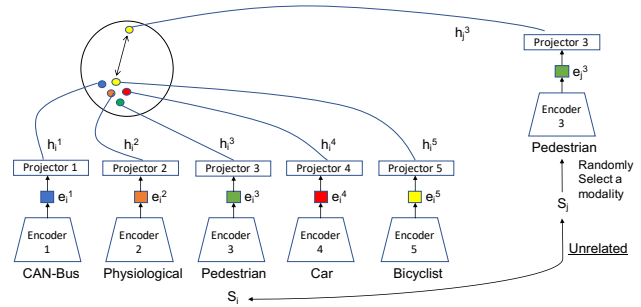 h_j^3
Projector 3
e_j^3
Encoder
3
Pedestrian
Randomly
Select a
modality
S_j
Unrelated
h_i^1
h_i^2
h_i^3
h_i^4
h_i^5
Projector 1
Projector 2
Projector 3
Projector 4
Projector 5
e_i^1
e_i^2
e_i^3
e_i^4
e_i^5
Encoder
1
Encoder
2
Encoder
3
Encoder
4
Encoder
5
CAN-Bus
Physiological
Pedestrian
Car
Bicyclist
S_i